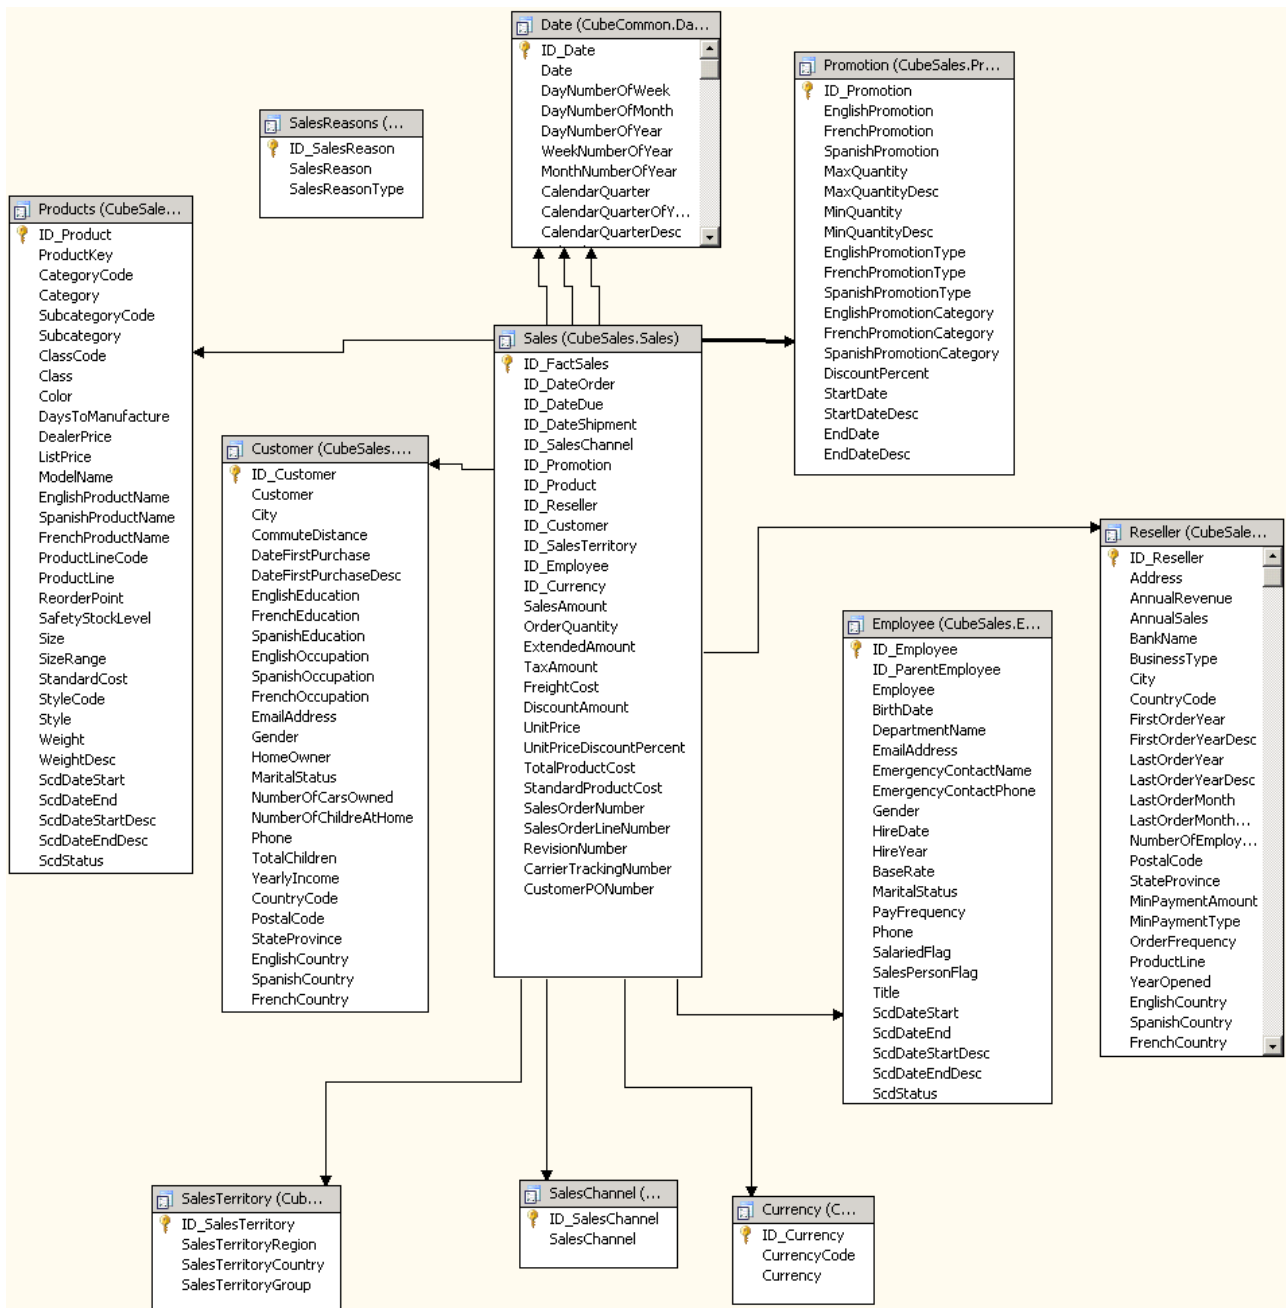 Date (CubeCommon.Da...
ID_Date
Date
DayNumberOfWeek
DayNumberOfMonth
DayNumberOfYear
WeekNumberOfYear
MonthNumberOfYear
CalendarQuarter
CalendarQuarterOfY...
CalendarQuarterDesc
Promotion (CubeSales.Pr...
ID_Promotion
EnglishPromotion
FrenchPromotion
SpanishPromotion
MaxQuantity
MaxQuantityDesc
MinQuantity
MinQuantityDesc
EnglishPromotionType
FrenchPromotionType
SpanishPromotionType
EnglishPromotionCategory
FrenchPromotionCategory
SpanishPromotionCategory
DiscountPercent
StartDate
StartDateDesc
EndDate
EndDateDesc
SalesReasons (...
ID_SalesReason
SalesReason
SalesReasonType
Products (CubeSale...
ID_Product
ProductKey
CategoryCode
Category
SubcategoryCode
Subcategory
ClassCode
Class
Color
DaysToManufacture
DealerPrice
ListPrice
ModelName
EnglishProductName
SpanishProductName
FrenchProductName
ProductLineCode
ProductLine
ReorderPoint
SafetyStockLevel
Size
SizeRange
StandardCost
StyleCode
Style
Weight
WeightDesc
ScdDateStart
ScdDateEnd
ScdDateStartDesc
ScdDateEndDesc
ScdStatus
Sales (CubeSales.Sales)
ID_FactSales
ID_DateOrder
ID_DateDue
ID_DateShipment
ID_SalesChannel
ID_Promotion
ID_Product
ID_Reseller
ID_Customer
ID_SalesTerritory
ID_Employee
ID_Currency
SalesAmount
OrderQuantity
ExtendedAmount
TaxAmount
FreightCost
DiscountAmount
UnitPrice
UnitPriceDiscountPercent
TotalProductCost
StandardProductCost
SalesOrderNumber
SalesOrderLineNumber
RevisionNumber
CarrierTrackingNumber
CustomerPONumber
Customer (CubeSales....
ID_Customer
Customer
City
CommuteDistance
DateFirstPurchase
DateFirstPurchaseDesc
EnglishEducation
FrenchEducation
SpanishEducation
EnglishOccupation
SpanishOccupation
FrenchOccupation
EmailAddress
Gender
HomeOwner
MaritalStatus
NumberOfCarsOwned
NumberOfChildreAtHome
Phone
TotalChildren
YearlyIncome
CountryCode
PostalCode
StateProvince
EnglishCountry
SpanishCountry
FrenchCountry
Reseller (CubeSale...
ID_Reseller
Address
AnnualRevenue
AnnualSales
BankName
BusinessType
City
CountryCode
FirstOrderYear
FirstOrderYearDesc
LastOrderYear
LastOrderYearDesc
LastOrderMonth
LastOrderMonth...
NumberOfEmploy...
PostalCode
StateProvince
MinPaymentAmount
MinPaymentType
OrderFrequency
ProductLine
YearOpened
EnglishCountry
SpanishCountry
FrenchCountry
Employee (CubeSales.E...
ID_Employee
ID_ParentEmployee
Employee
BirthDate
DepartmentName
EmailAddress
EmergencyContactName
EmergencyContactPhone
Gender
HireDate
HireYear
BaseRate
MaritalStatus
PayFrequency
Phone
SalariedFlag
SalesPersonFlag
Title
ScdDateStart
ScdDateEnd
ScdDateStartDesc
ScdDateEndDesc
ScdStatus
SalesTerritory (Cub...
ID_SalesTerritory
SalesTerritoryRegion
SalesTerritoryCountry
SalesTerritoryGroup
SalesChannel (...
ID_SalesChannel
SalesChannel
Currency (C...
ID_Currency
CurrencyCode
Currency